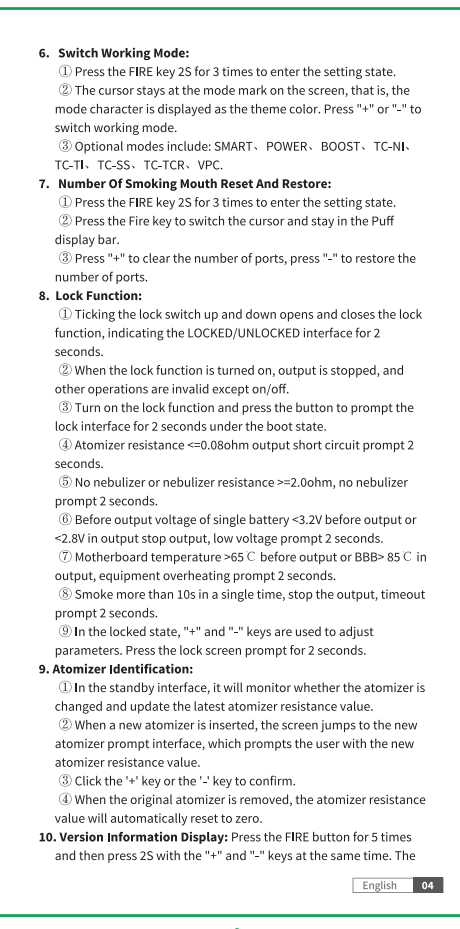 6. Switch Working Mode:
① Press the FIRE key 2S for 3 times to enter the setting state.
② The cursor stays at the mode mark on the screen, that is, the
mode character is displayed as the theme color. Press "+" or "-" to
switch working mode.
③ Optional modes include: SMART、 POWER、 BOOST、 TC-NI、
TC-TI、 TC-SS、 TC-TCR、 VPC.
7. Number Of Smoking Mouth Reset And Restore:
① Press the FIRE key 2S for 3 times to enter the setting state.
② Press the Fire key to switch the cursor and stay in the Puff
display bar.
③ Press "+" to clear the number of ports, press "-" to restore the
number of ports.
8. Lock Function:
① Ticking the lock switch up and down opens and closes the lock
function, indicating the LOCKED/UNLOCKED interface for 2
seconds.
② When the lock function is turned on, output is stopped, and
other operations are invalid except on/off.
③ Turn on the lock function and press the button to prompt the
lock interface for 2 seconds under the boot state.
④ Atomizer resistance <=0.08ohm output short circuit prompt 2
seconds.
⑤ No nebulizer or nebulizer resistance >=2.0ohm, no nebulizer
prompt 2 seconds.
⑥ Before output voltage of single battery <3.2V before output or
<2.8V in output stop output, low voltage prompt 2 seconds.
⑦ Motherboard temperature >65℃ before output or BBB> 85℃ in
output, equipment overheating prompt 2 seconds.
⑧ Smoke more than 10s in a single time, stop the output, timeout
prompt 2 seconds.
⑨ In the locked state, "+" and "-" keys are used to adjust
parameters. Press the lock screen prompt for 2 seconds.
9. Atomizer Identification:
① In the standby interface, it will monitor whether the atomizer is
changed and update the latest atomizer resistance value.
② When a new atomizer is inserted, the screen jumps to the new
atomizer prompt interface, which prompts the user with the new
atomizer resistance value.
③ Click the '+' key or the '-' key to confirm.
④ When the original atomizer is removed, the atomizer resistance
value will automatically reset to zero.
10. Version Information Display: Press the FIRE button for 5 times
and then press 2S with the "+" and "-" keys at the same time. The
English 04